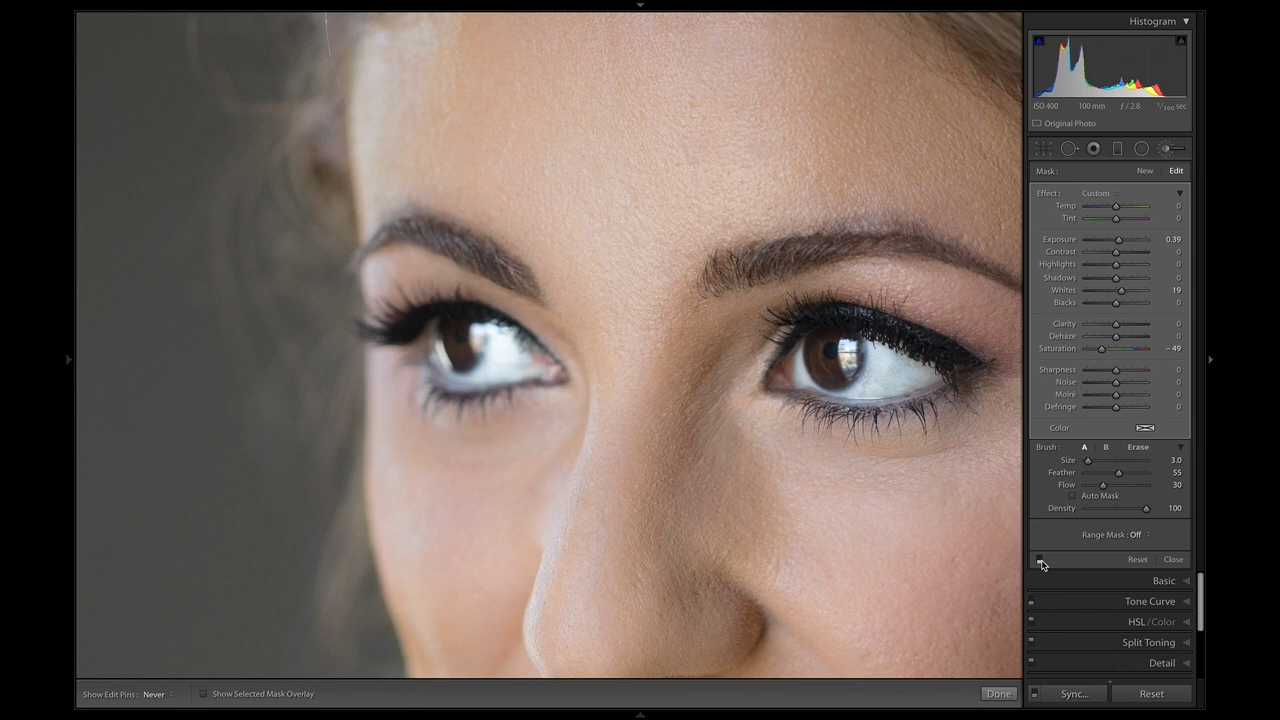 Histogram
ISO 400 100 mm ƒ / 2.8 1/200 sec
Original Photo
Mask : New Edit
Effect : Custom
Temp 0
Tint 0
Exposure 0.39
Contrast 0
Highlights 0
Shadows 0
Whites 19
Blacks 0
Clarity 0
Dehaze 0
Saturation – 49
Sharpness 0
Noise 0
Moiré 0
Defringe 0
Color
Brush : A B Erase
Size 3.0
Feather 55
Flow 30
Auto Mask
Density 100
Range Mask : Off
Reset Close
Basic
Tone Curve
HSL / Color
Split Toning
Detail
Show Edit Pins : Never Show Selected Mask Overlay Done Sync... Reset